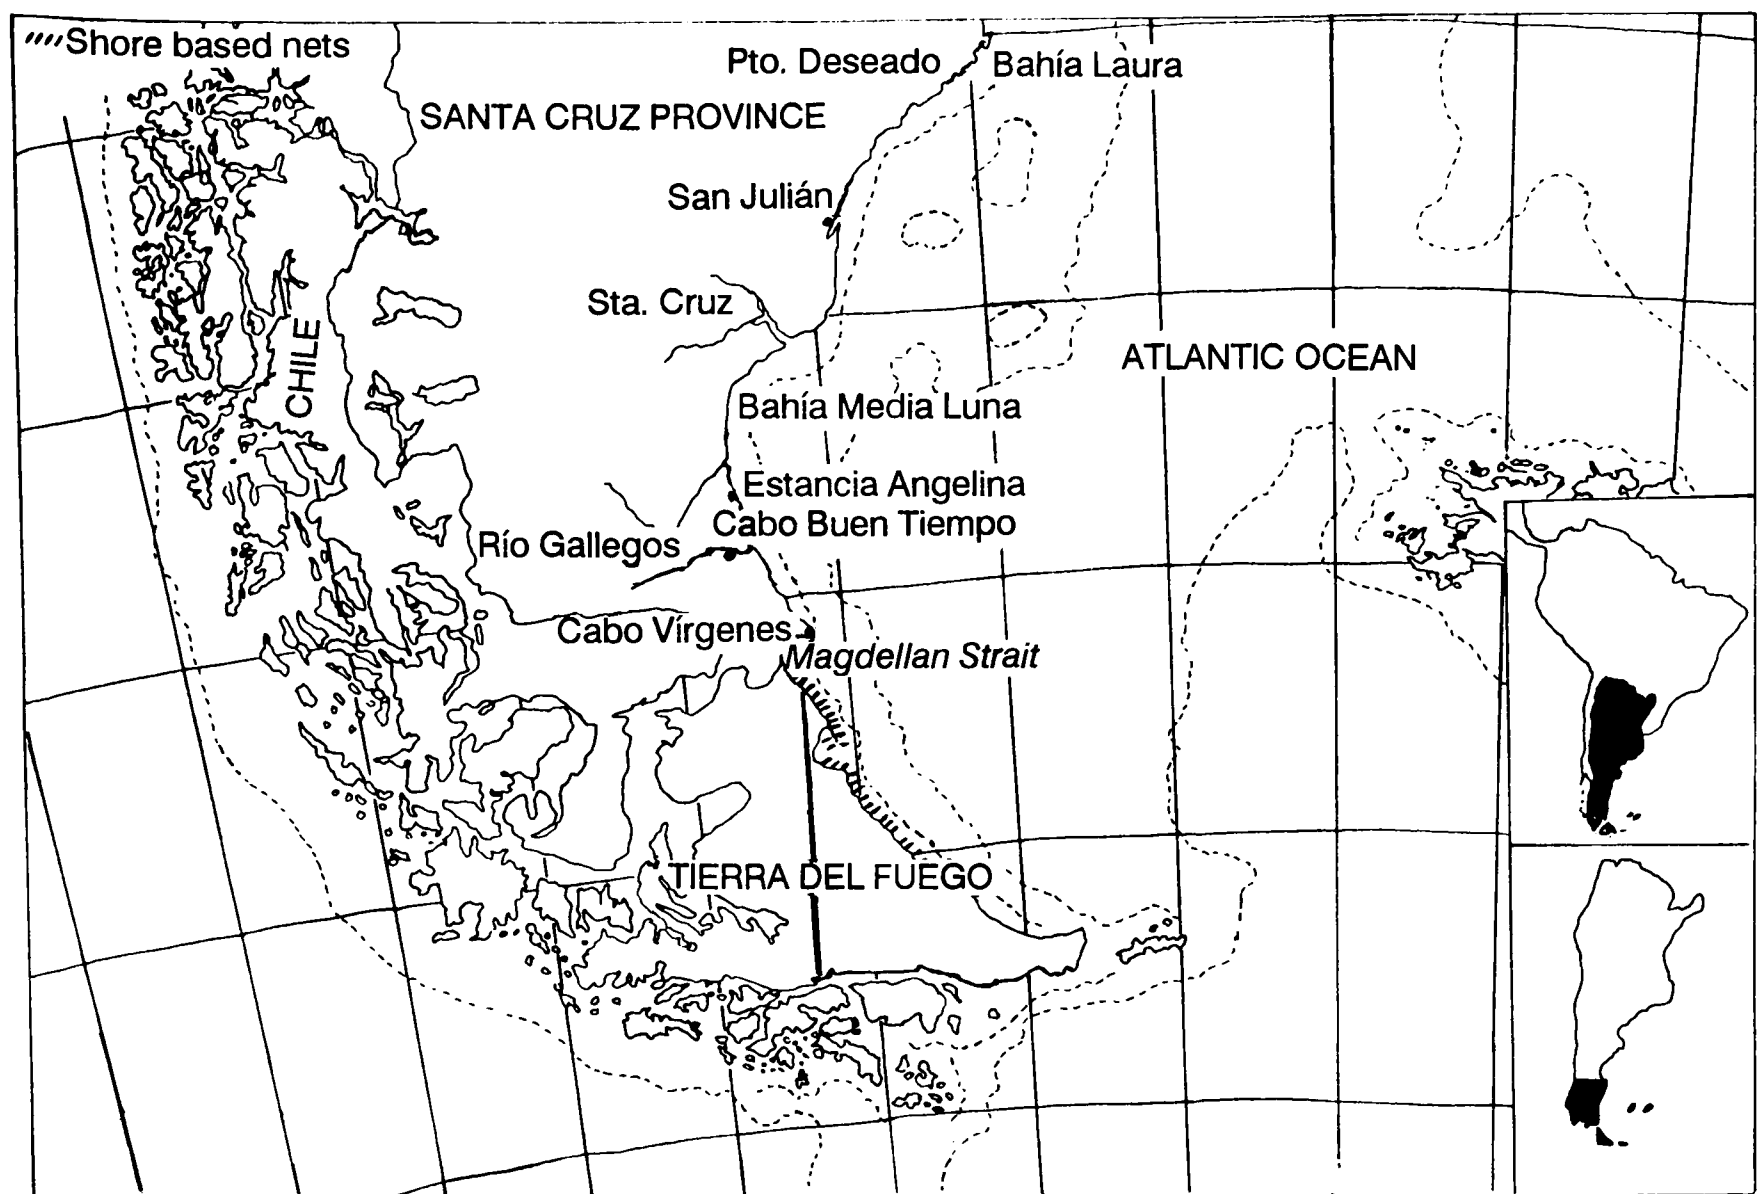 Shore based nets
Pto. Deseado
Bahía Laura
SANTA CRUZ PROVINCE
San Julián
Sta. Cruz
CHILE
ATLANTIC OCEAN
Bahía Media Luna
Estancia Angelina
Cabo Buen Tiempo
Río Gallegos
Cabo Vírgenes
Magdellan Strait
TIERRA DEL FUEGO